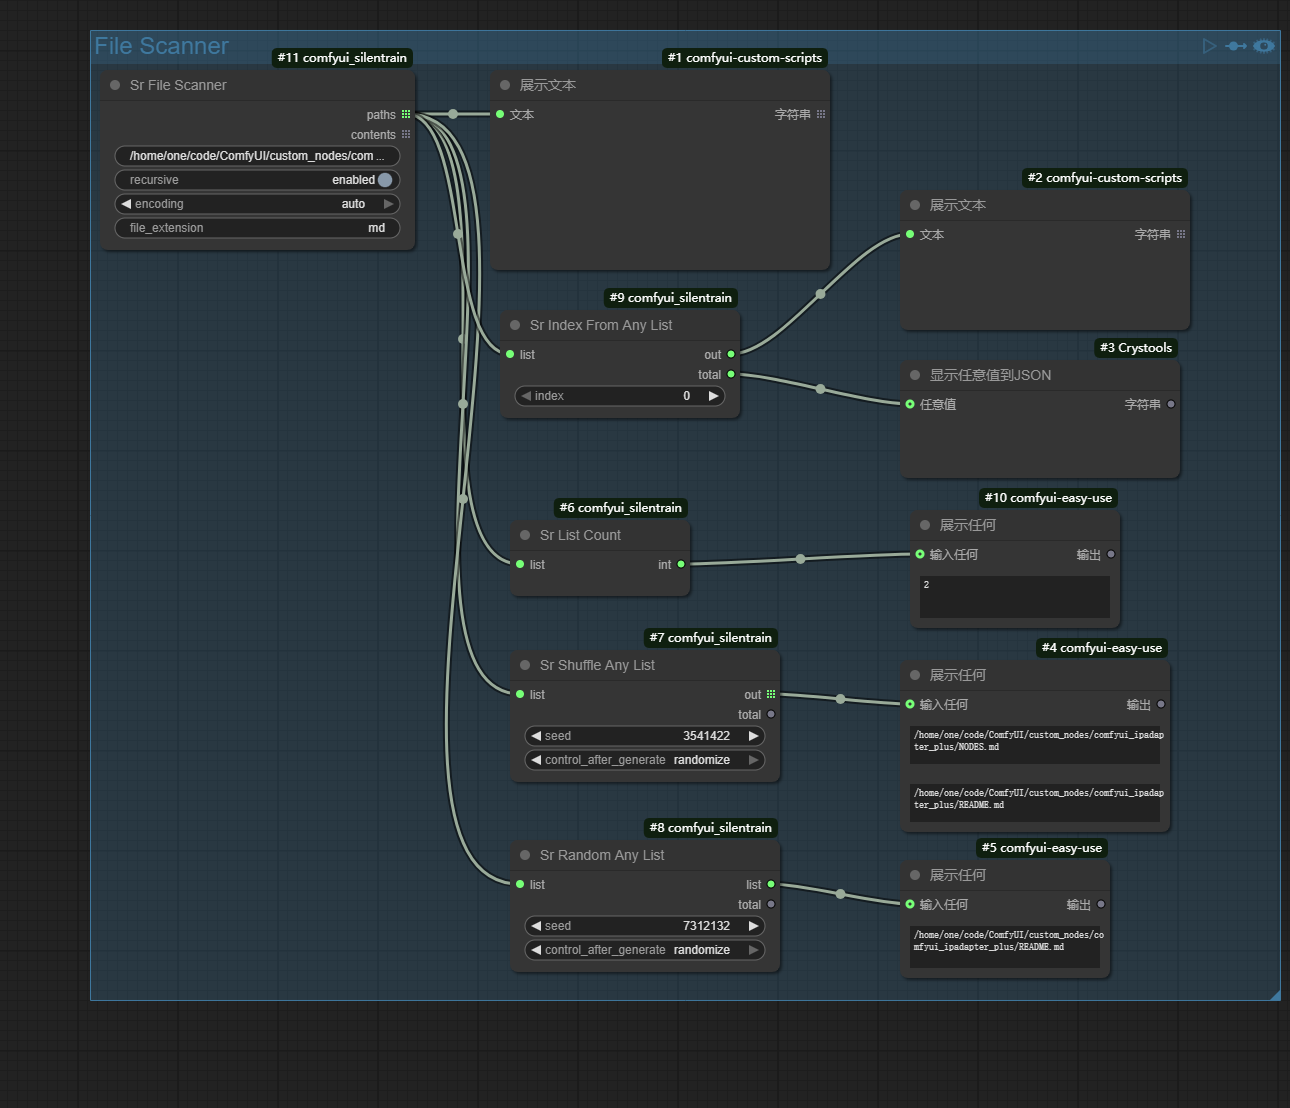 File Scanner
#11 comfyui_silentrain
Sr File Scanner
paths
contents
/home/one/code/ComfyUI/custom_nodes/com ...
recursive enabled
encoding auto
file_extension md
#1 comfyui-custom-scripts
展示文本
文本 字符串
#2 comfyui-custom-scripts
展示文本
文本 字符串
#9 comfyui_silentrain
Sr Index From Any List
list out
total
index 0
#3 Crystools
显示任意值到JSON
任意值 字符串
#6 comfyui_silentrain
Sr List Count
list int
#10 comfyui-easy-use
展示任何
输入任何 输出
2
#7 comfyui_silentrain
Sr Shuffle Any List
list out
total
seed 3541422
control_after_generate randomize
#4 comfyui-easy-use
展示任何
输入任何 输出
/home/one/code/ComfyUI/custom_nodes/comfyui_ipadap
ter_plus/NODES.md
/home/one/code/ComfyUI/custom_nodes/comfyui_ipadap
ter_plus/README.md
#8 comfyui_silentrain
Sr Random Any List
list list
total
seed 7312132
control_after_generate randomize
#5 comfyui-easy-use
展示任何
输入任何 输出
/home/one/code/ComfyUI/custom_nodes/co
mfyui_ipadapter_plus/README.md